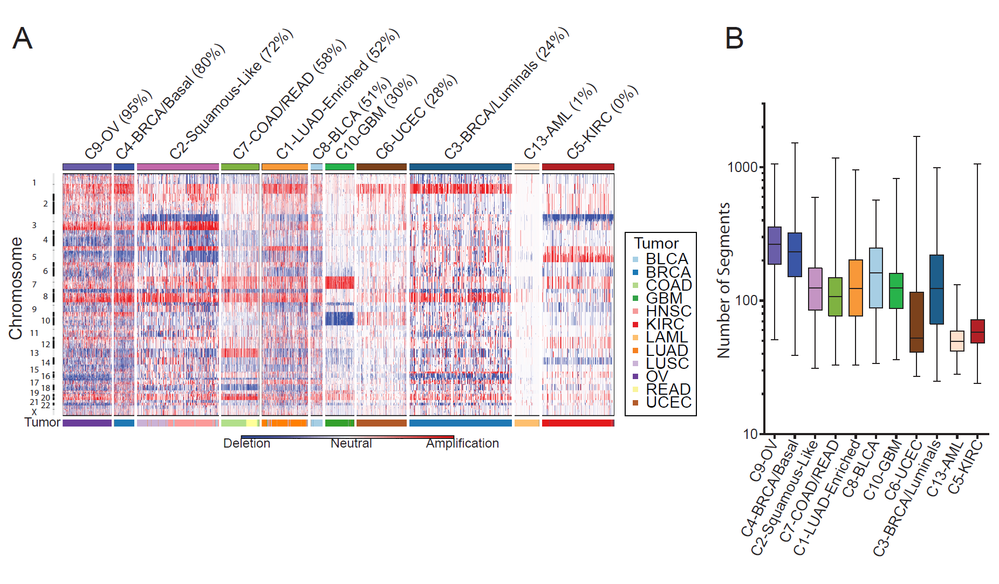 A
B
C9-OV (95%)
C4-BRCA/Basal (80%)
C2-Squamous-Like (72%)
C7-COAD/READ (58%)
C1-LUAD-Enriched (52%)
C8-BLCA (51%)
C10-GBM (30%)
C6-UCEC (28%)
C3-BRCA/Luminals (24%)
C13-AML (1%)
C5-KIRC (0%)
Chromosome
1
2
3
4
5
6
7
8
9
10
11
12
13
14
15
16
17
18
19
20
21
22
X
Tumor
Deletion
Neutral
Amplification
Tumor
BLCA
BRCA
COAD
GBM
HNSC
KIRC
LAML
LUAD
LUSC
OV
READ
UCEC
Number of Segments
1000
100
10
C9-OV
C4-BRCA/Basal
C2-Squamous-Like
C7-COAD/READ
C1-LUAD-Enriched
C8-BLCA
C10-GBM
C6-UCEC
C3-BRCA/Luminals
C13-AML
C5-KIRC